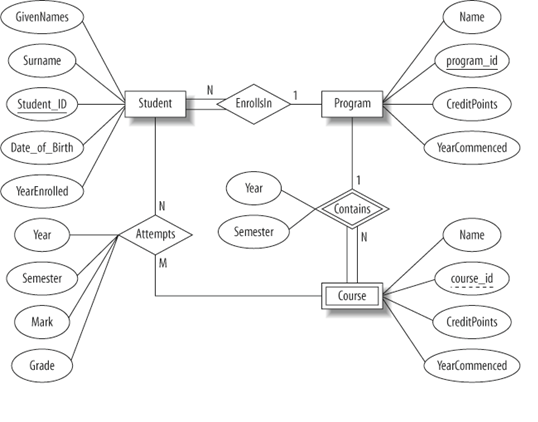 GivenNames
Name
Surname
program_id
Student_ID
Student
N
EnrollsIn
1
Program
CreditPoints
Date_of_Birth
YearCommenced
YearEnrolled
Year
1
N
Contains
Year
Attempts
Semester
N
Name
M
Semester
course_id
Course
Mark
CreditPoints
Grade
YearCommenced